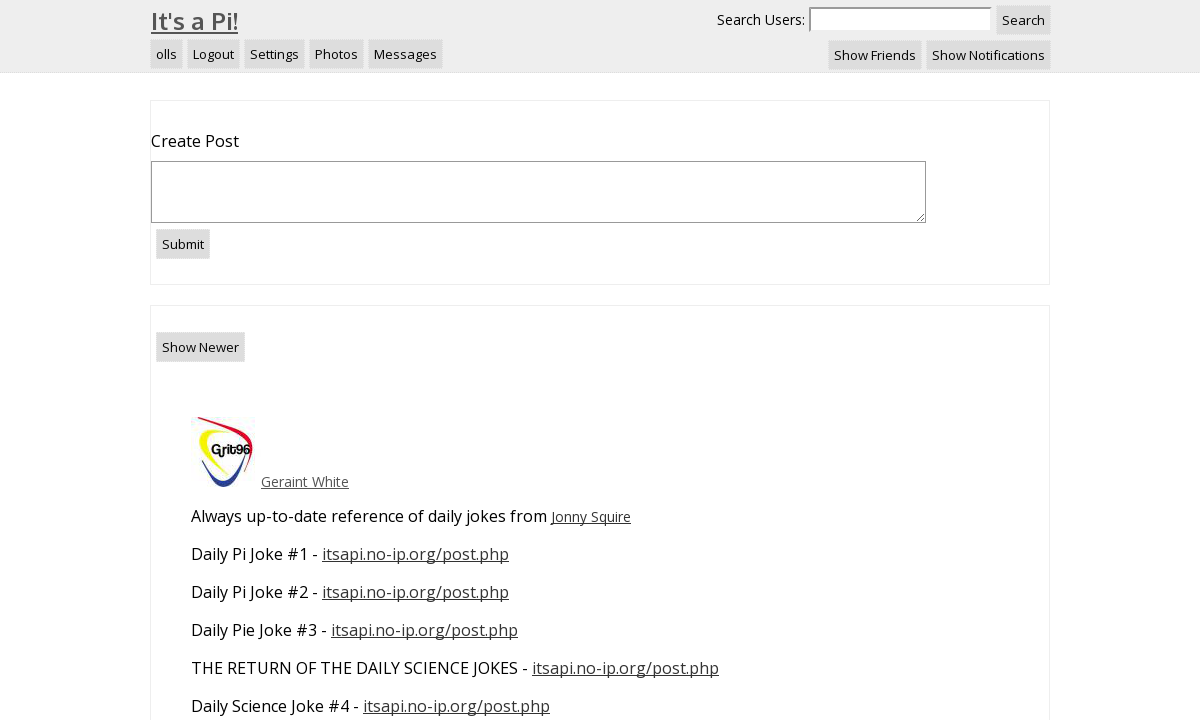 It's a Pi!
Search Users: Search
olls Logout Settings Photos Messages
Show Friends Show Notifications
Create Post
Submit
Show Newer
Grit96
Geraint White
Always up-to-date reference of daily jokes from Jonny Squire
Daily Pi Joke #1 - itsapi.no-ip.org/post.php
Daily Pi Joke #2 - itsapi.no-ip.org/post.php
Daily Pie Joke #3 - itsapi.no-ip.org/post.php
THE RETURN OF THE DAILY SCIENCE JOKES - itsapi.no-ip.org/post.php
Daily Science Joke #4 - itsapi.no-ip.org/post.php